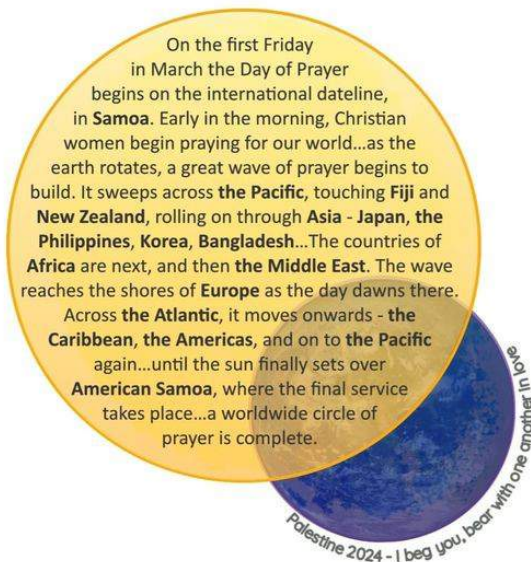 On the first Friday
in March the Day of Prayer
begins on the international dateline,
in Samoa. Early in the morning, Christian
women begin praying for our world...as the
earth rotates, a great wave of prayer begins to
build. It sweeps across the Pacific, touching Fiji and
New Zealand, rolling on through Asia - Japan, the
Philippines, Korea, Bangladesh...The countries of
Africa are next, and then the Middle East. The wave
reaches the shores of Europe as the day dawns there.
Across the Atlantic, it moves onwards - the
Caribbean, the Americas, and on to the Pacific
again...until the sun finally sets over
American Samoa, where the final service
takes place...a worldwide circle of
prayer is complete.
Palestine 2024 - I beg you, bear with one another in love